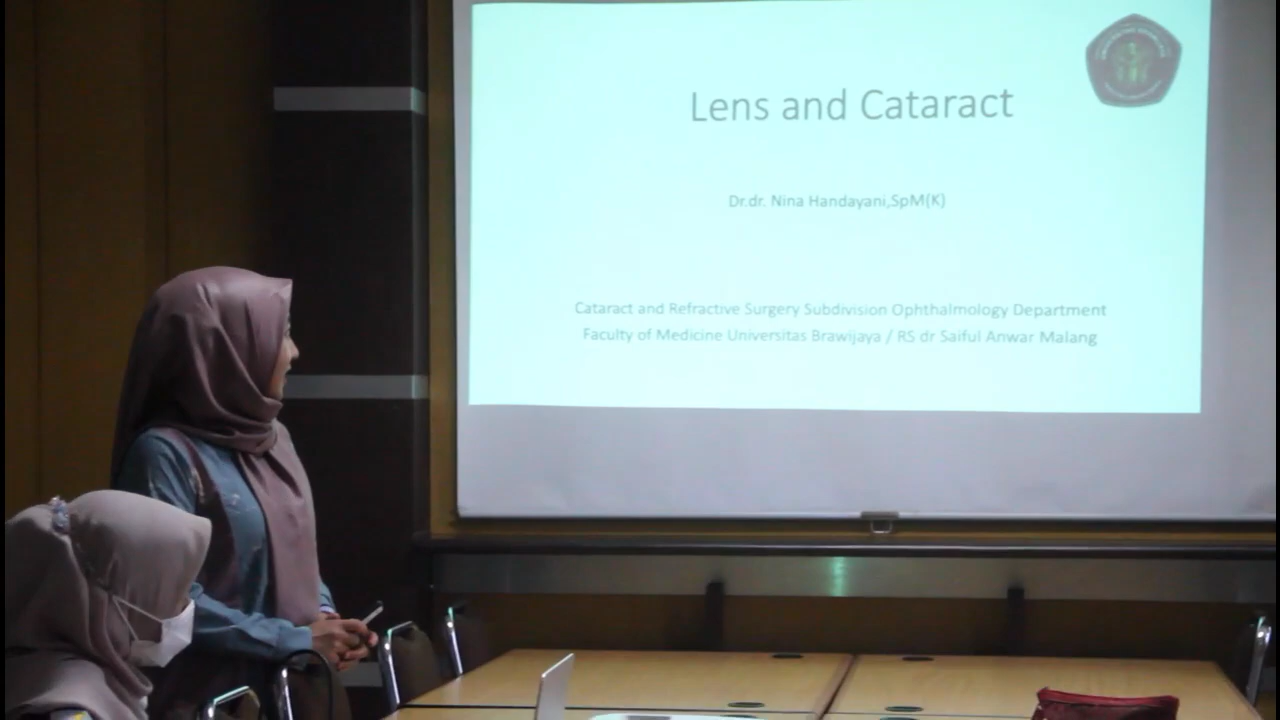 Lens and Cataract
Dr.dr. Nina Handayani,SpM(K)
Cataract and Refractive Surgery Subdivision Ophthalmology Department
Faculty of Medicine Universitas Brawijaya / RS dr Saiful Anwar Malang